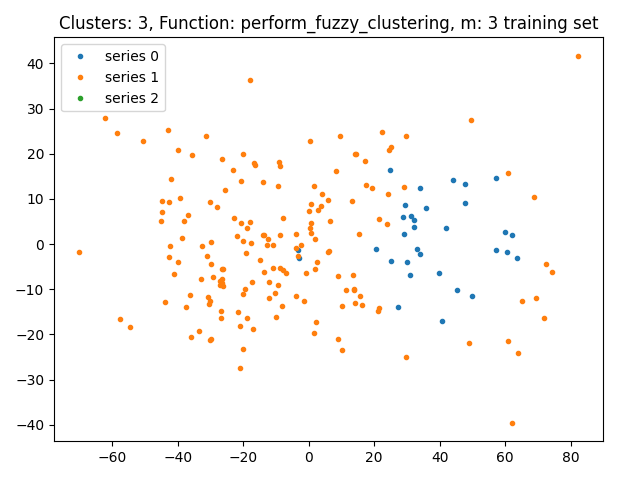 Clusters: 3, Function: perform_fuzzy_clustering, m: 3 training set
series 0
series 1
series 2
40
30
20
10
0
−10
−20
−30
−40
−60 −40 −20 0 20 40 60 80